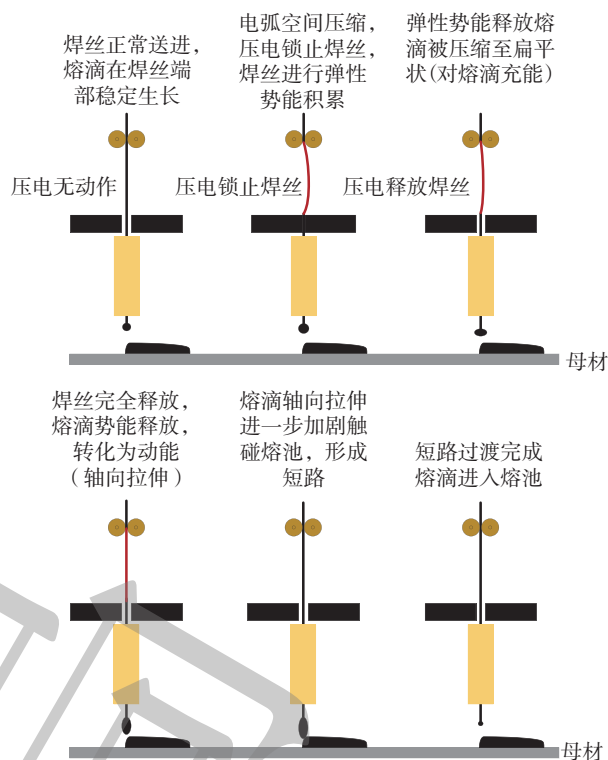 焊丝正常送进，
熔滴在焊丝端
部稳定生长
电弧空间压缩，
压电锁止焊丝，
焊丝进行弹性
势能积累
弹性势能释放熔
滴被压缩至扁平
状(对熔滴充能)
压电无动作
压电锁止焊丝
压电释放焊丝
母材
焊丝完全释放，
熔滴势能释放，
转化为动能
（轴向拉伸）
熔滴轴向拉伸
进一步加剧触
碰熔池，形成
短路
短路过渡完成
熔滴进入熔池
母材